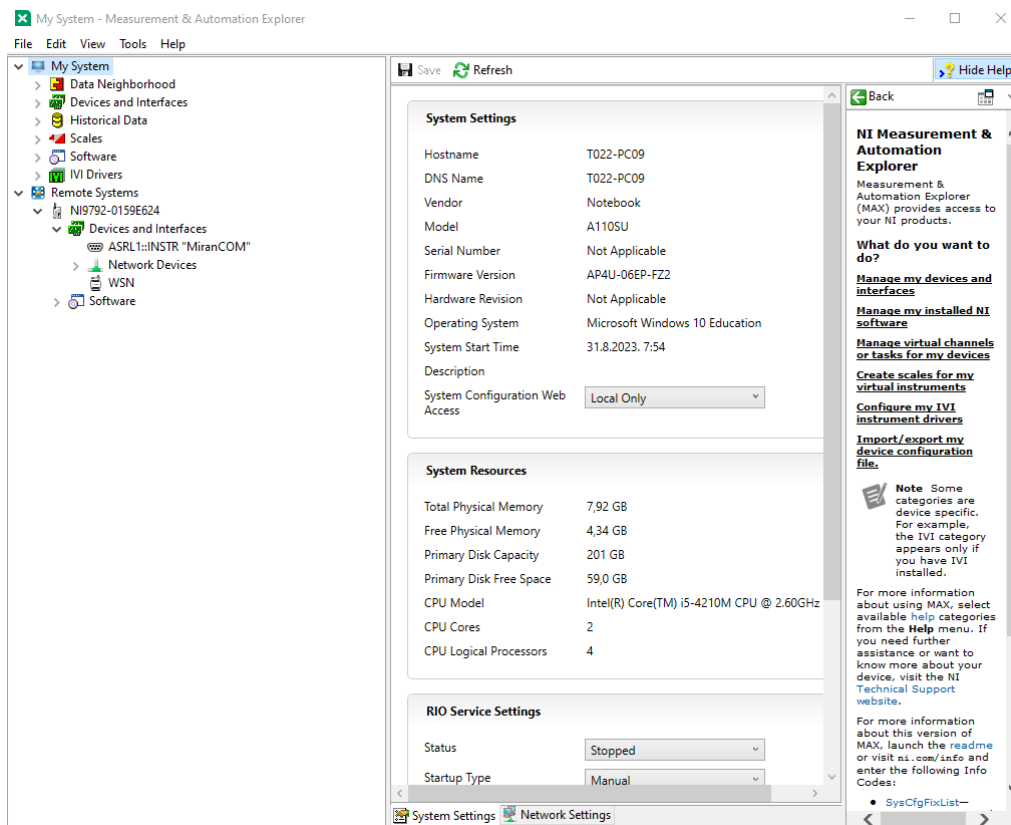 My System - Measurement & Automation Explorer
File Edit View Tools Help
My System
Data Neighborhood
Devices and Interfaces
Historical Data
Scales
Software
IVI Drivers
Remote Systems
NI9792-0159E624
Devices and Interfaces
ASRL1::INSTR "MiranCOM"
Network Devices
WSN
Software
Save Refresh
Hide Help
System Settings
Hostname T022-PC09
DNS Name T022-PC09
Vendor Notebook
Model A110SU
Serial Number Not Applicable
Firmware Version AP4U-06EP-FZ2
Hardware Revision Not Applicable
Operating System Microsoft Windows 10 Education
System Start Time 31.8.2023. 7:54
Description
System Configuration Web
Access
Local Only
System Resources
Total Physical Memory 7,92 GB
Free Physical Memory 4,34 GB
Primary Disk Capacity 201 GB
Primary Disk Free Space 59,0 GB
CPU Model Intel(R) Core(TM) i5-4210M CPU @ 2.60GHz
CPU Cores 2
CPU Logical Processors 4
RIO Service Settings
Status Stopped
Startup Type Manual
System Settings Network Settings
Back
NI Measurement &
Automation
Explorer
Measurement &
Automation Explorer
(MAX) provides access to
your NI products.
What do you want to
do?
Manage my devices and
interfaces
Manage my installed NI
software
Manage virtual channels
or tasks for my devices
Create scales for my
virtual instruments
Configure my IVI
instrument drivers
Import/export my
device configuration
file.
Note Some
categories are
device specific.
For example,
the IVI category
appears only if
you have IVI
installed.
For more information
about using MAX, select
available help categories
from the Help menu. If
you need further
assistance or want to
know more about your
device, visit the NI
Technical Support
website.
For more information
about this version of
MAX, launch the readme
or visit ni.com/info and
enter the following Info
Codes:
• SysCfgFixList—